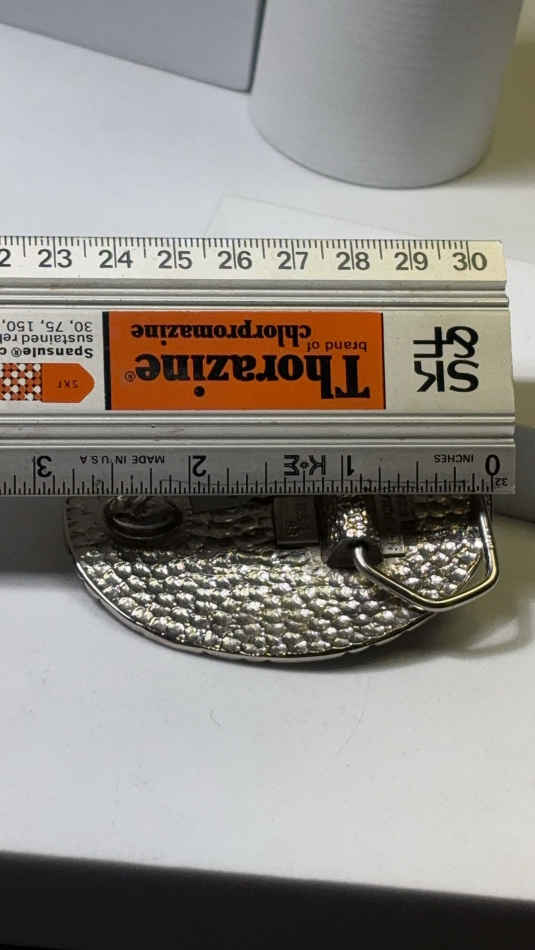 2 23 24 25 26 27 28 29 30
SK
&F
Thorazine®
brand of
chlorpromazine
Spansule® c
sustained rel
30, 75, 150,
SKF
0 INCHES 1 K+E 2 MADE IN U.S.A 3
32